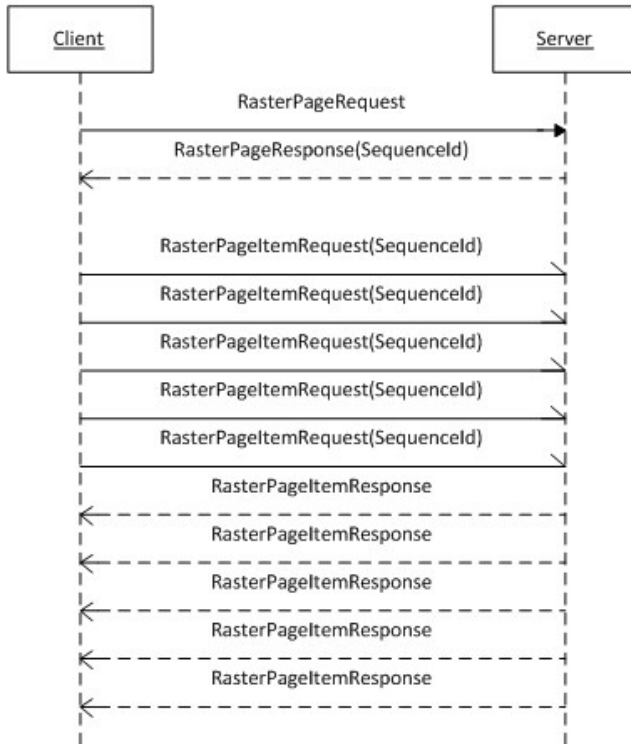 Client
Server
RasterPageRequest
RasterPageResponse(SequenceId)
RasterPageItemRequest(SequenceId)
RasterPageItemRequest(SequenceId)
RasterPageItemRequest(SequenceId)
RasterPageItemRequest(SequenceId)
RasterPageItemRequest(SequenceId)
RasterPageItemResponse
RasterPageItemResponse
RasterPageItemResponse
RasterPageItemResponse
RasterPageItemResponse